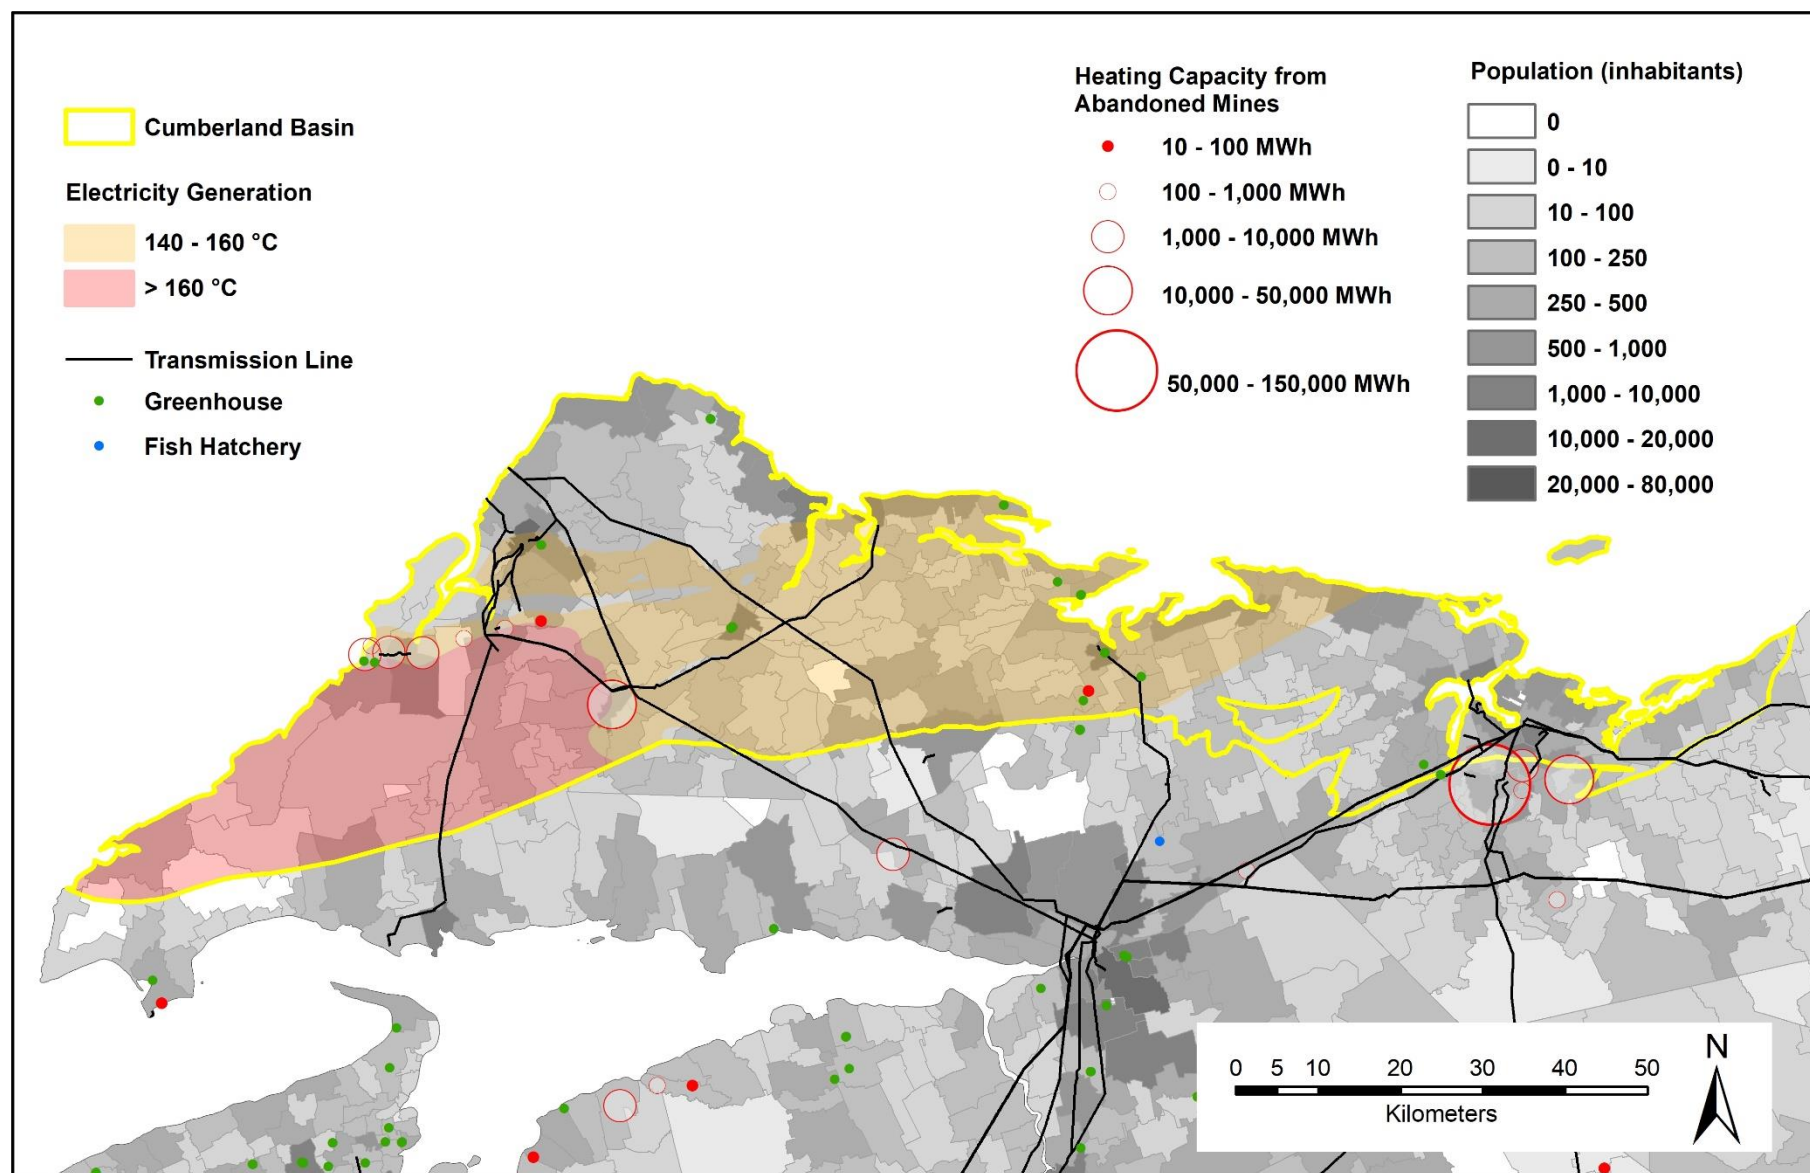 Cumberland Basin
Electricity Generation
140 - 160 °C
> 160 °C
Transmission Line
Greenhouse
Fish Hatchery
Heating Capacity from
Abandoned Mines
10 - 100 MWh
100 - 1,000 MWh
1,000 - 10,000 MWh
10,000 - 50,000 MWh
50,000 - 150,000 MWh
Population (inhabitants)
0
0 - 10
10 - 100
100 - 250
250 - 500
500 - 1,000
1,000 - 10,000
10,000 - 20,000
20,000 - 80,000
0 5 10 20 30 40 50
Kilometers
N